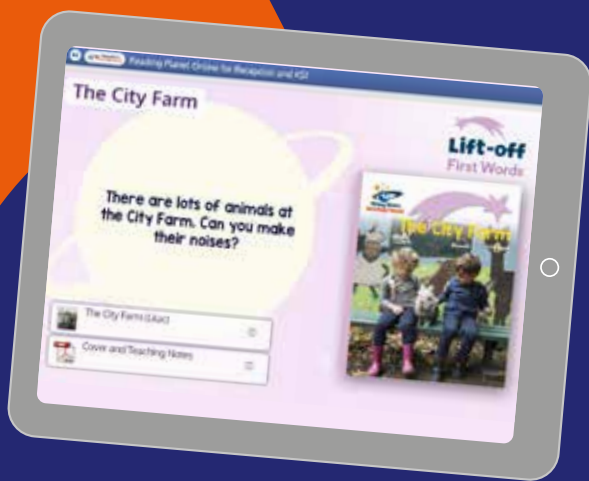 Reading Planet Online for Reception and KS1
The City Farm
Lift-off
First Words
There are lots of animals at
the City Farm. Can you make
their noises?
The City Farm
The City Farm
Cover and Teaching Notes